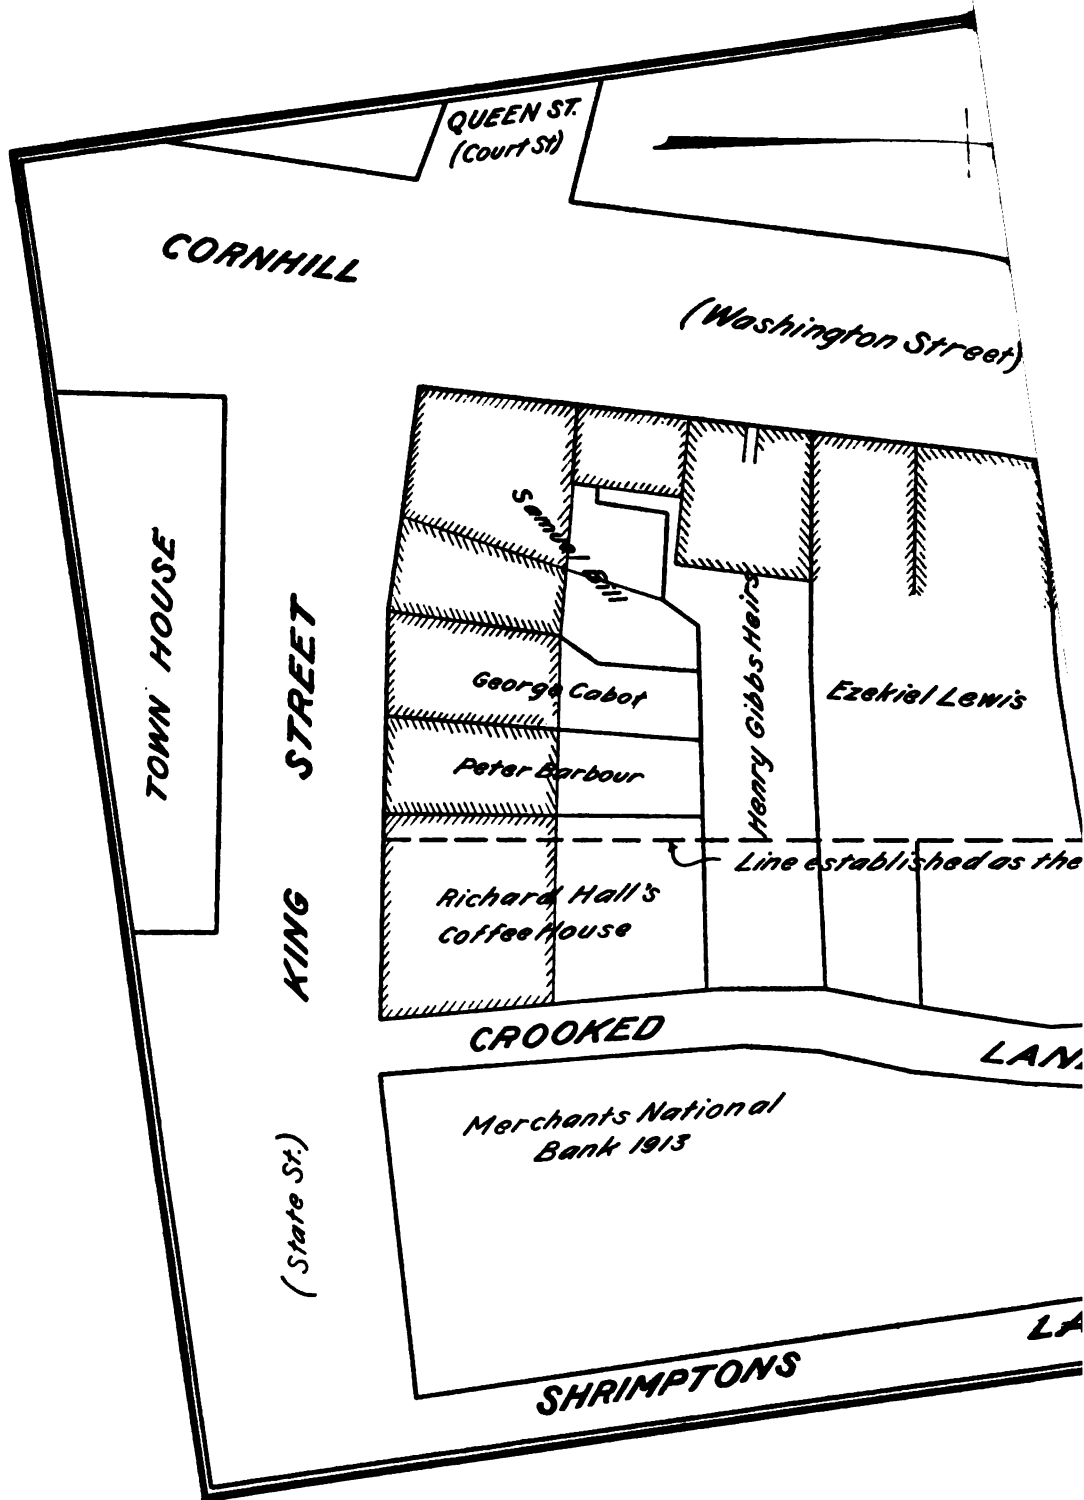 QUEEN ST.
(Court St)
CORNHILL
(Washington Street)
Samuel Bill
TOWN HOUSE
KING STREET
George Cabot
Henry Gibbs Heirs
Ezekiel Lewis
Peter Barbour
Line established as the
Richard Hall's
Coffee House
CROOKED
Merchants National
Bank 1913
(State St.)
SHRIMPTONS